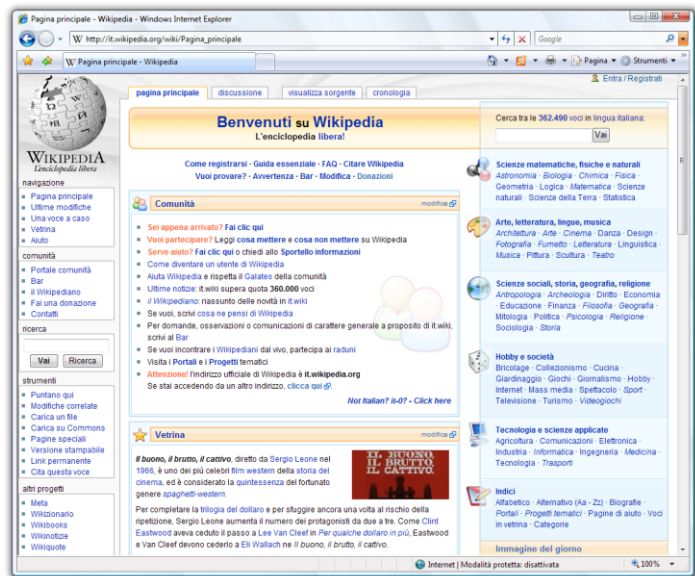 Pagina principale - Wikipedia - Windows Internet Explorer
http://it.wikipedia.org/wiki/Pagina_principale
Google
Pagina principale - Wikipedia
Pagina
Strumenti
Entra / Registrati
WIKIPEDIA
L'enciclopedia libera
navigazione
Pagina principale
Ultime modifiche
Una voce a caso
Vetrina
Aiuto
comunità
Portale comunità
Bar
il Wikipediano
Fai una donazione
Contatti
ricerca
Vai
Ricerca
strumenti
Puntano qui
Modifiche correlate
Carica un file
Carica su Commons
Pagine speciali
Versione stampabile
Link permanente
Cita questa voce
altri progetti
Meta
Wikizionario
Wikibooks
Wikinotizie
Wikiquote
pagina principale
discussione
visualizza sorgente
cronologia
Benvenuti su Wikipedia
L'enciclopedia libera!
Come registrarsi · Guida essenziale · FAQ · Citare Wikipedia
Vuoi provare? · Avvertenza · Bar · Modifica · Donazioni
Comunità
modifica
Sei appena arrivato? Fai clic qui
Vuoi partecipare? Leggi cosa mettere e cosa non mettere su Wikipedia
Serve aiuto? Fai clic qui o chiedi allo Sportello informazioni
Come diventare un utente di Wikipedia
Aiuta Wikipedia e rispetta il Galateo della comunità
Ultime notizie: it.wiki supera quota 360.000 voci
il Wikipediano: riassunto delle novità in it.wiki
Se vuoi, scrivi cosa ne pensi di Wikipedia
Per domande, osservazioni o comunicazioni di carattere generale a proposito di it.wiki,
scrivi al Bar
Se vuoi incontrare i Wikipediani dal vivo, partecipa ai raduni
Visita i Portali e i Progetti tematici
Attenzione! l'indirizzo ufficiale di Wikipedia è it.wikipedia.org
Se stai accedendo da un altro indirizzo, clicca qui.
Not Italian? it-0? - Click here
Vetrina
modifica
Il buono, il brutto, il cattivo, diretto da Sergio Leone nel
1966, è uno dei più celebri film western della storia del
cinema, ed è considerato la quintessenza del fortunato
genere spaghetti-western.
IL BUONO,
IL BRUTTO,
IL CATTIVO.
Per completare la trilogia del dollaro e per sfuggire ancora una volta al rischio della
ripetizione, Sergio Leone aumenta il numero dei protagonisti da due a tre. Come Clint
Eastwood aveva ceduto il passo a Lee Van Cleef in Per qualche dollaro in più, Eastwood
e Van Cleef devono cederlo a Eli Wallach ne Il buono, il brutto, il cattivo.
Cerca tra le 362.490 voci in lingua italiana:
Vai
Scienze matematiche, fisiche e naturali
Astronomia · Biologia · Chimica · Fisica ·
Geometria · Logica · Matematica · Scienze
naturali · Scienze della Terra · Statistica
Arte, letteratura, lingue, musica
Architettura · Arte · Cinema · Danza · Design ·
Fotografia · Fumetto · Letteratura · Linguistica ·
Musica · Pittura · Scultura · Teatro
Scienze sociali, storia, geografia, religione
Antropologia · Archeologia · Diritto · Economia ·
Educazione · Finanza · Filosofia · Geografia ·
Mitologia · Politica · Psicologia · Religione ·
Sociologia · Storia
Hobby e società
Bricolage · Collezionismo · Cucina ·
Giardinaggio · Giochi · Giornalismo · Hobby ·
Internet · Mass media · Spettacolo · Sport ·
Televisione · Turismo · Videogiochi
Tecnologia e scienze applicate
Agricoltura · Comunicazioni · Elettronica ·
Industria · Informatica · Ingegneria · Medicina ·
Tecnologia · Trasporti
Indici
Alfabetico · Alternativo (Aa - Zz) · Biografie ·
Portali · Progetti tematici · Pagine di aiuto · Voci
in vetrina · Categorie
Immagine del giorno
Internet | Modalità protetta: disattivata
100%